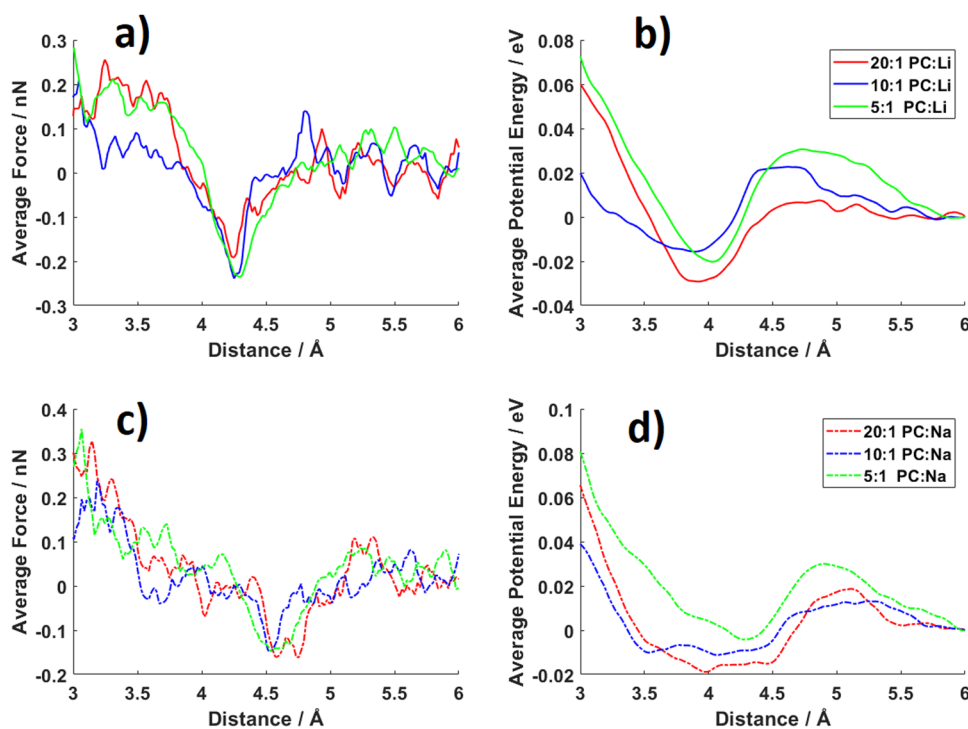 a)
0.3
0.2
0.1
0
-0.1
-0.2
-0.3
Average Force / nN
3 3.5 4 4.5 5 5.5 6
Distance / Å
b)
0.08
0.06
0.04
0.02
0
-0.02
-0.04
Average Potential Energy / eV
20:1 PC:Li
10:1 PC:Li
5:1 PC:Li
3 3.5 4 4.5 5 5.5 6
Distance / Å
c)
0.4
0.3
0.2
0.1
0
-0.1
-0.2
Average Force / nN
3 3.5 4 4.5 5 5.5 6
Distance / Å
d)
0.1
0.08
0.06
0.04
0.02
0
-0.02
Average Potential Energy / eV
20:1 PC:Na
10:1 PC:Na
5:1 PC:Na
3 3.5 4 4.5 5 5.5 6
Distance / Å